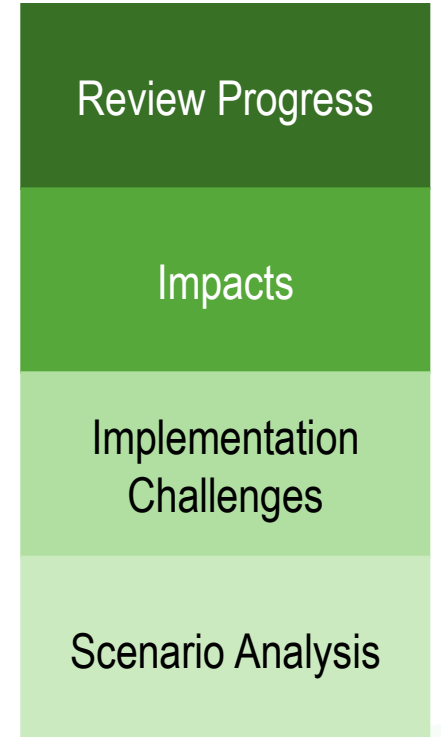 Review Progress
Impacts
Implementation
Challenges
Scenario Analysis